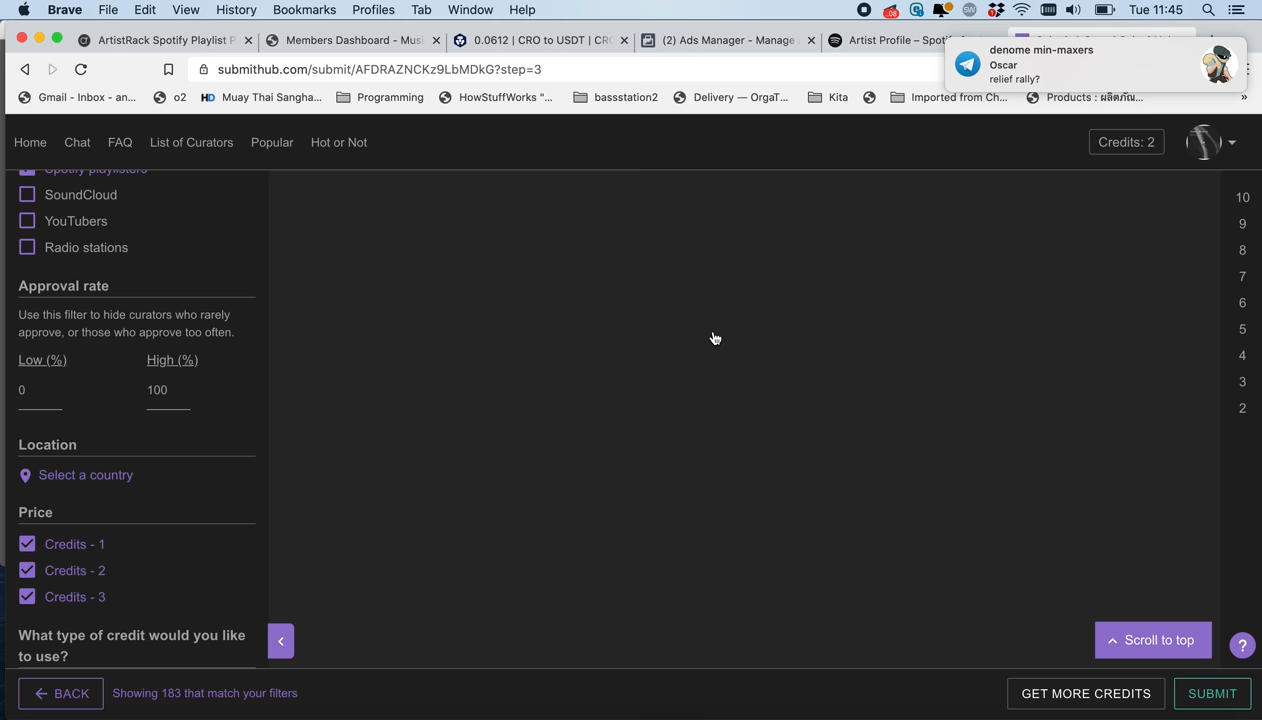 Brave File Edit View History Bookmarks Profiles Tab Window Help Tue 11:45
ArtistRack Spotify Playlist P Members Dashboard - Mus 0.0612 | CRO to USDT | CR (2) Ads Manager - Manage Artist Profile – Spot
denome min-maxers
Oscar
relief rally?
submithub.com/submit/AFDRAZNCKz9LbMDkG?step=3
Gmail - Inbox - an... o2 HD Muay Thai Sangha... Programming HowStuffWorks "... bassstation2 Delivery — OrgaT... Kita Imported from Ch... Products : ผลิตภัณ... »
Home Chat FAQ List of Curators Popular Hot or Not Credits: 2
Spotify playlisters
SoundCloud
YouTubers
Radio stations
Approval rate
Use this filter to hide curators who rarely
approve, or those who approve too often.
Low (%) High (%)
0 100
Location
Select a country
Price
Credits - 1
Credits - 2
Credits - 3
What type of credit would you like
to use?
10
9
8
7
6
5
4
3
2
Scroll to top
?
BACK Showing 183 that match your filters GET MORE CREDITS SUBMIT